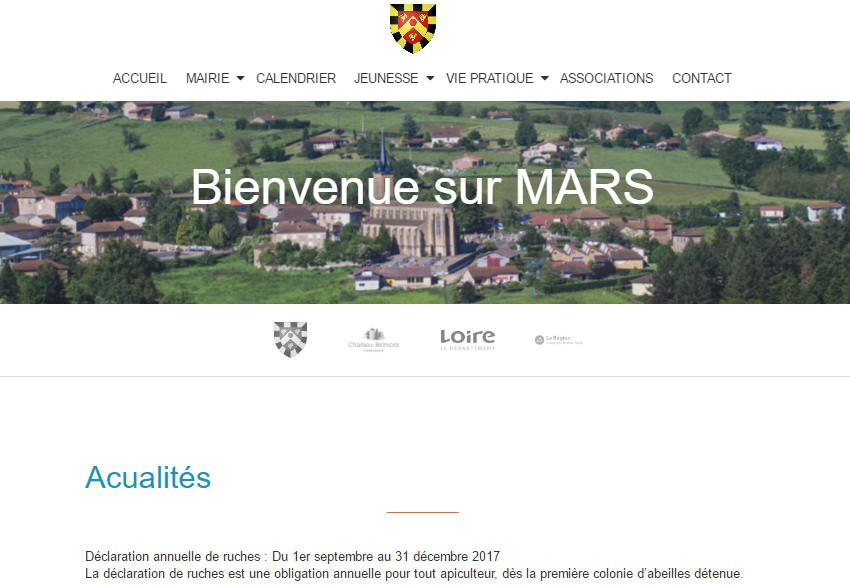 ACCUEIL MAIRIE CALENDRIER JEUNESSE VIE PRATIQUE ASSOCIATIONS CONTACT
Bienvenue sur MARS
Charlieu-Belmont
Loire
LE DÉPARTEMENT
La Région
Acualités
Déclaration annuelle de ruches : Du 1er septembre au 31 décembre 2017
La déclaration de ruches est une obligation annuelle pour tout apiculteur, dès la première colonie d'abeilles détenue.